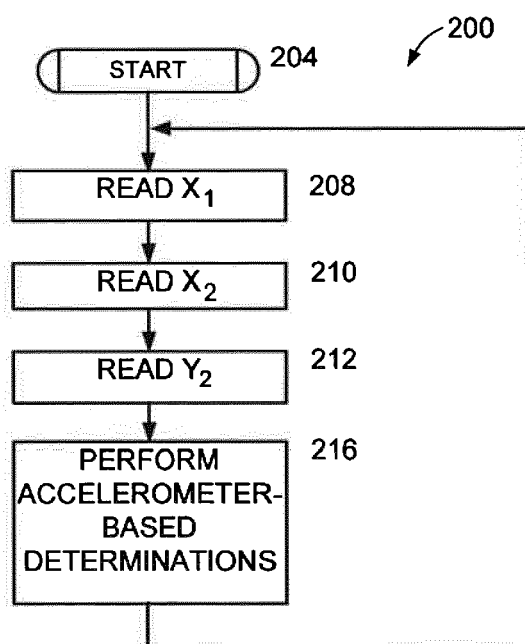 200
START
204
READ X₁
208
READ X₂
210
READ Y₂
212
PERFORM
ACCELEROMETER-
BASED
DETERMINATIONS
216